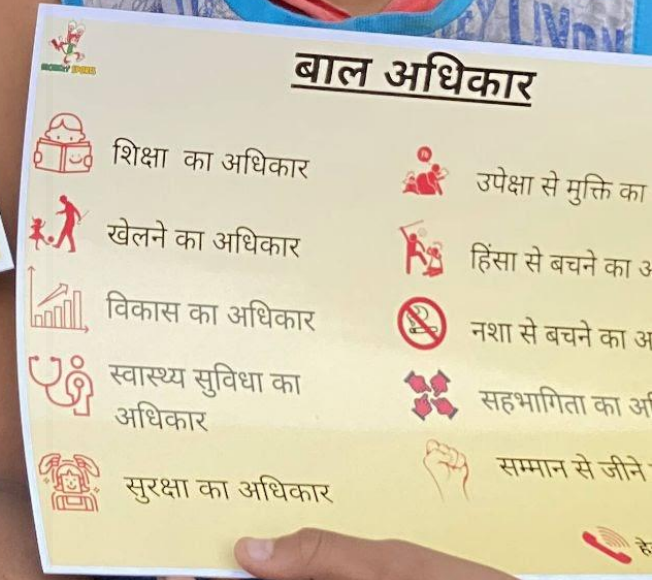 बाल अधिकार
शिक्षा का अधिकार
खेलने का अधिकार
विकास का अधिकार
स्वास्थ्य सुविधा का
अधिकार
सुरक्षा का अधिकार
उपेक्षा से मुक्ति का
हिंसा से बचने का
नशा से बचने का
सहभागिता का
सम्मान से जीने